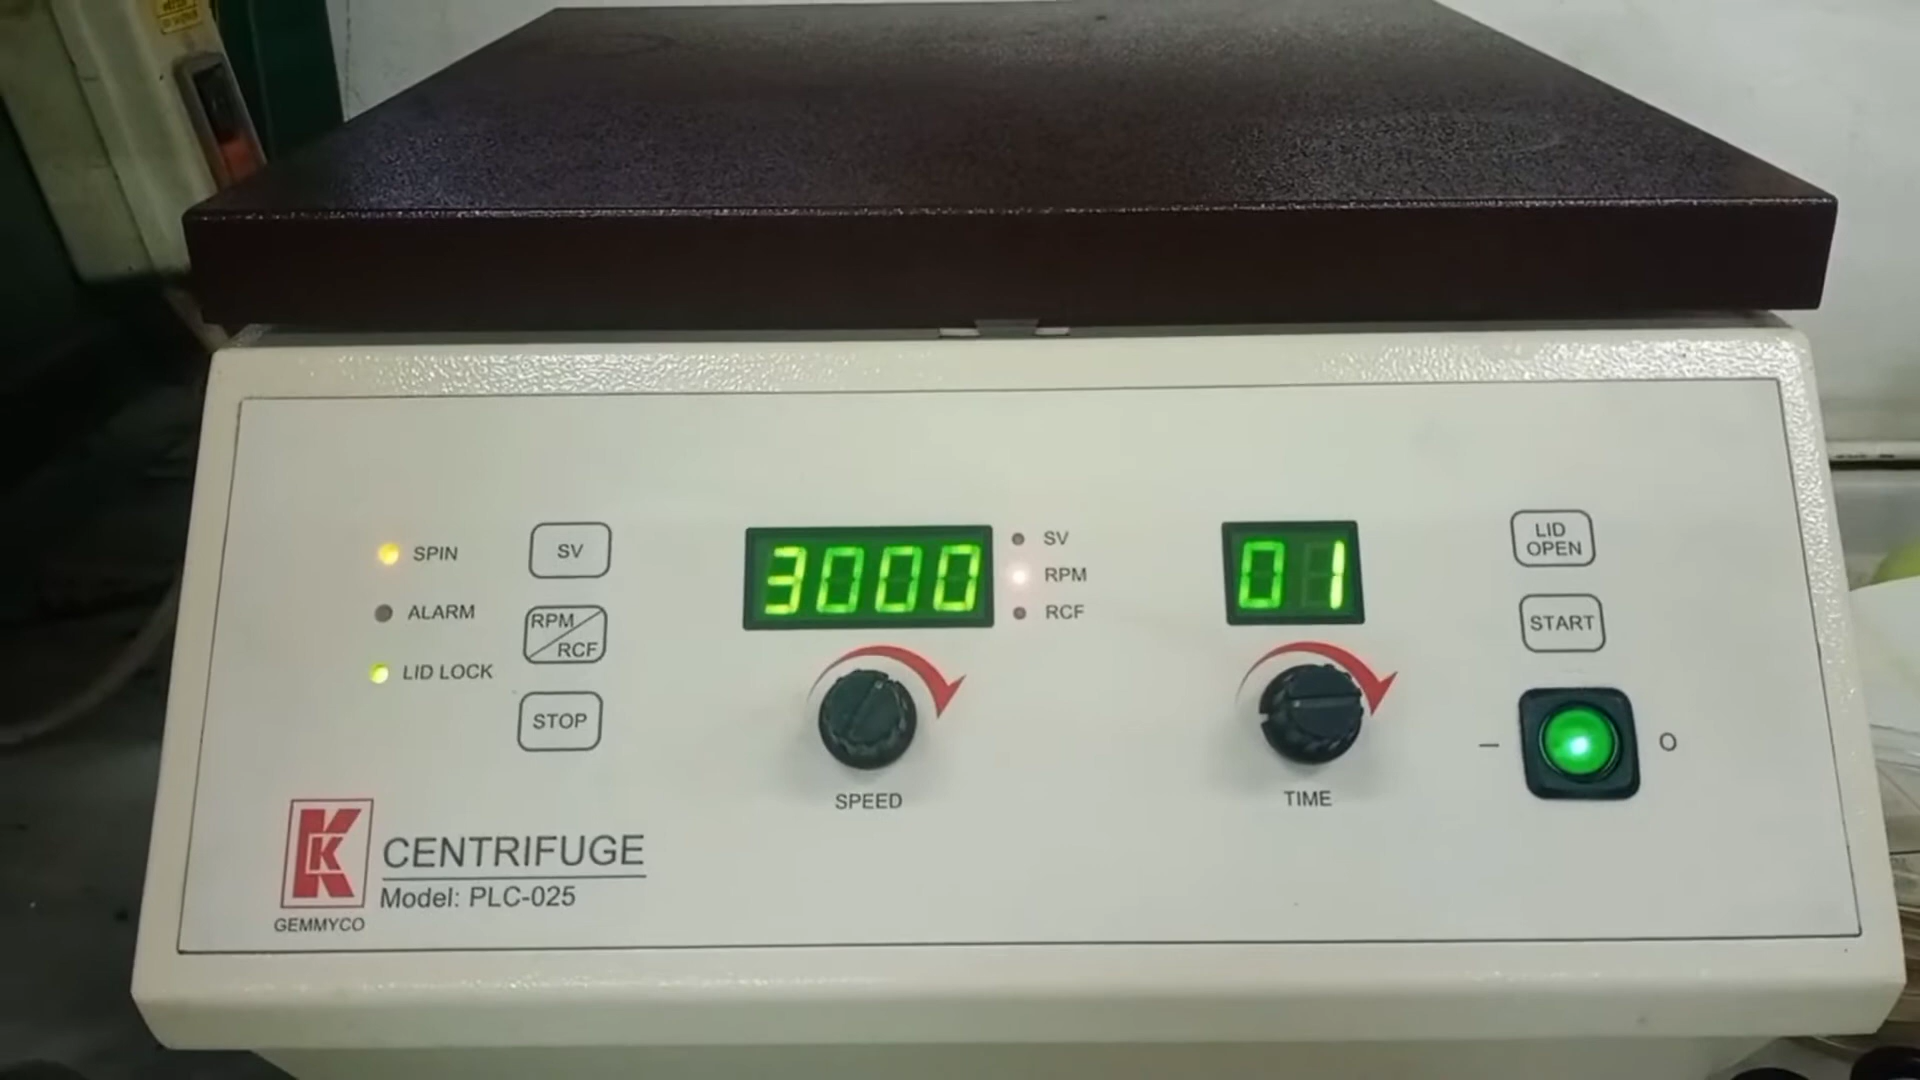 SPIN
ALARM
LID LOCK
SV
RPM
RCF
STOP
3000
SV
RPM
RCF
SPEED
01
TIME
LID
OPEN
START
— O
K
GEMMYCO
CENTRIFUGE
Model: PLC-025